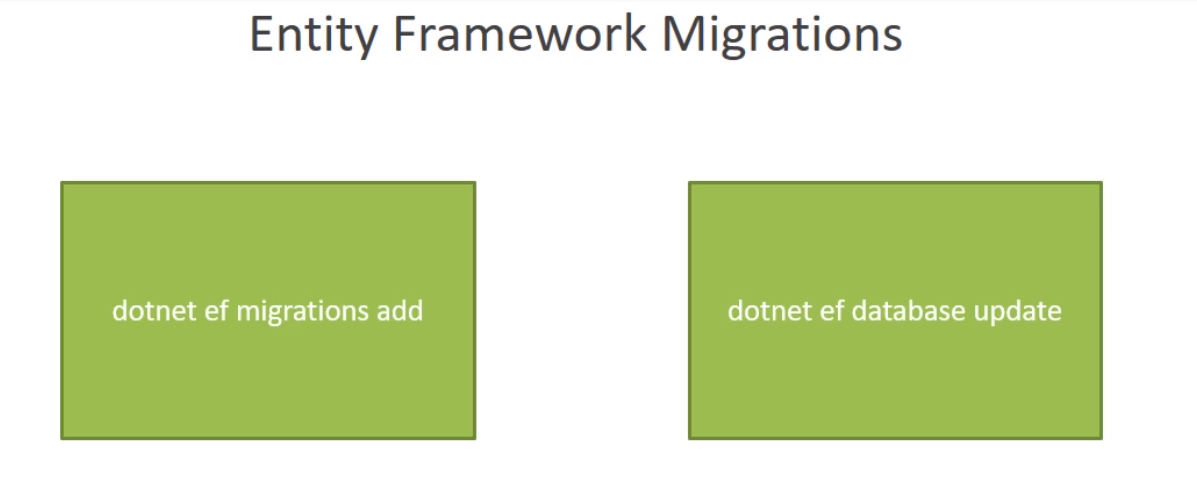 Entity Framework Migrations
dotnet ef migrations add
dotnet ef database update